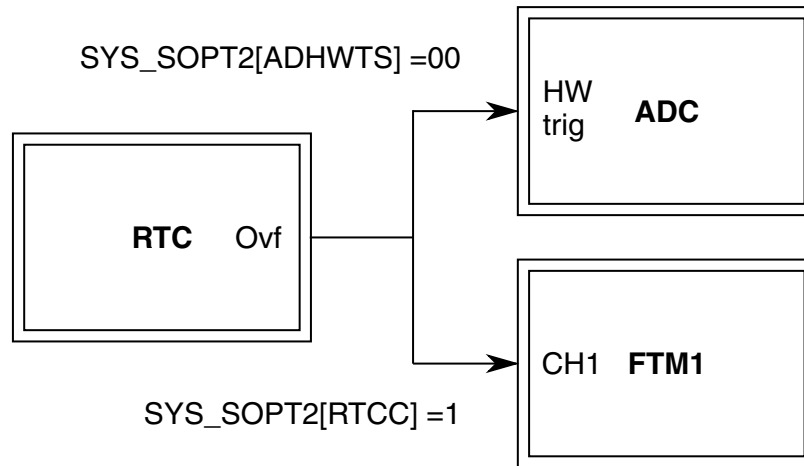 SYS_SOPT2[ADHWTS] =00
HW
trig
ADC
RTC
Ovf
CH1
FTM1
SYS_SOPT2[RTCC] =1